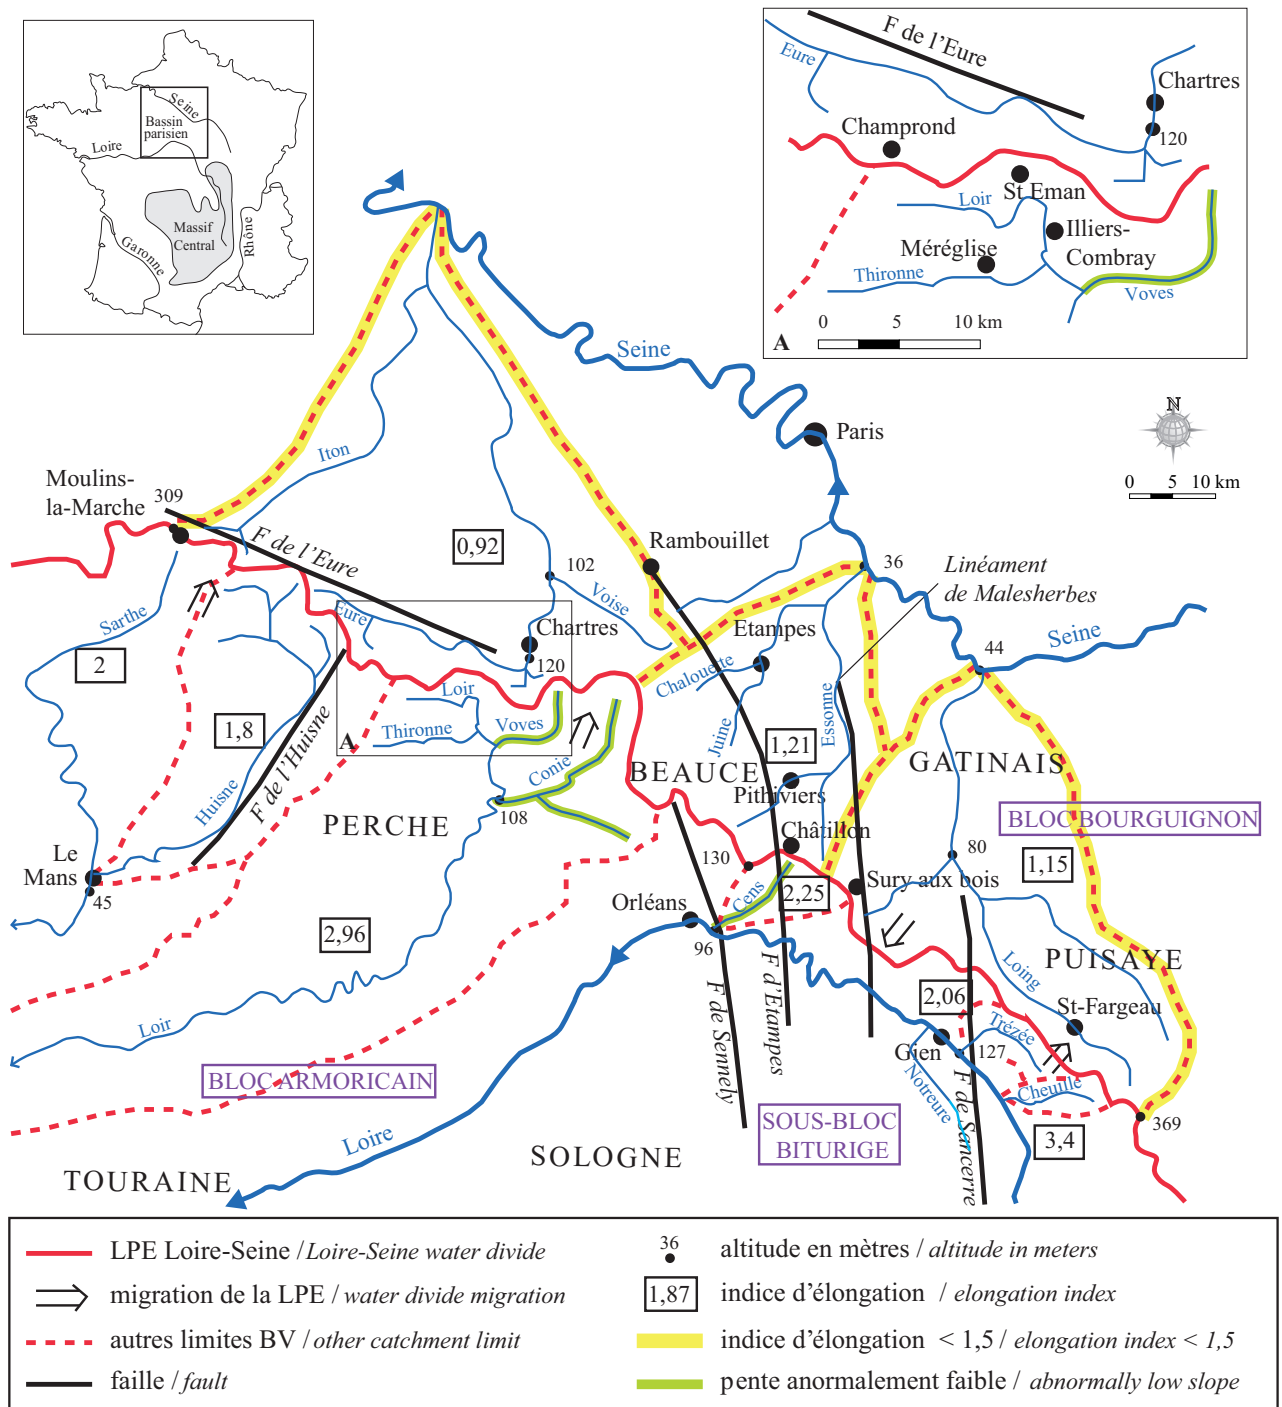 Seine
Bassin
parisien
Loire
Massif
Central
Garonne
Rhône
F de l'Eure
Eure
Chartres
120
Champrond
St Eman
Loir
Illiers-
Combray
Méréglise
Thironne
Voves
0 5 10 km
A
Seine
Paris
N
0 5 10 km
Iton
Moulins-
la-Marche
309
F de l'Eure
0,92
102
Voise
Rambouillet
36
Linéament
de Malesherbes
Sarthe
2
Eure
Chartres
120
Etampes
Chalouette
44
Seine
Loir
Thironne
Voves
A
1,8
Huisne
F de l'Huisne
Conie
108
Juine
Essonne
1,21
BEAUCE
Pithiviers
GATINAIS
BLOC BOURGUIGNON
PERCHE
Châtillon
130
80
1,15
Le
Mans
45
Cens
2,25
Sury aux bois
Orléans
96
2,96
Loing
PUISAYE
2,06
St-Fargeau
Trézée
Loir
Gien
127
F de Sennely
F d'Etampes
Notreure
F de Sancerre
Cheuille
BLOC ARMORICAIN
369
Loire
SOUS-BLOC
BITURIGE
3,4
SOLOGNE
TOURAINE
LPE Loire-Seine / Loire-Seine water divide
migration de la LPE / water divide migration
autres limites BV / other catchment limit
faille / fault
36
altitude en mètres / altitude in meters
1,87
indice d'élongation / elongation index
indice d'élongation < 1,5 / elongation index < 1,5
pente anormalement faible / abnormally low slope